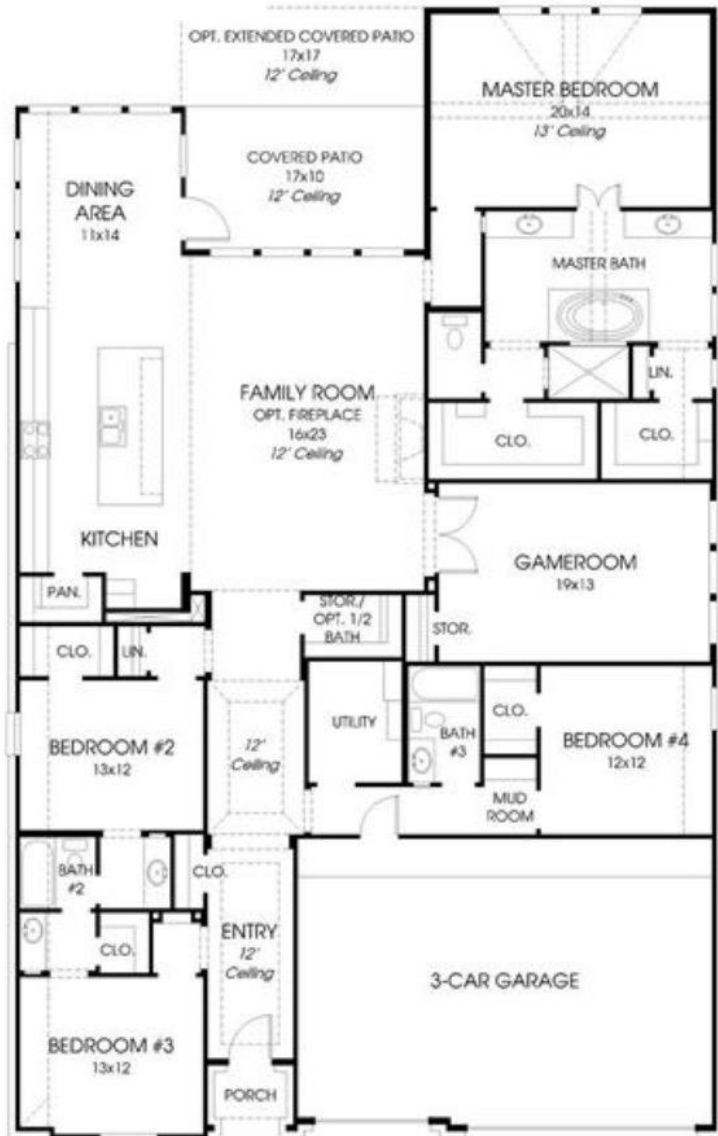 OPT. EXTENDED COVERED PATIO
17x17
12' Ceiling
MASTER BEDROOM
20x14
13' Ceiling
COVERED PATIO
17x10
12' Ceiling
DINING
AREA
11x14
MASTER BATH
LIN.
FAMILY ROOM
OPT. FIREPLACE
16x23
12' Ceiling
CLO.
CLO.
KITCHEN
GAMEROOM
19x13
PAN.
STOR./
OPT. 1/2
BATH
STOR.
CLO.
LIN.
BEDROOM #2
13x12
12'
Ceiling
UTILITY
BATH
#3
CLO.
BEDROOM #4
12x12
MUD
ROOM
BATH
#2
CLO.
CLO.
ENTRY
12'
Ceiling
3-CAR GARAGE
BEDROOM #3
13x12
PORCH